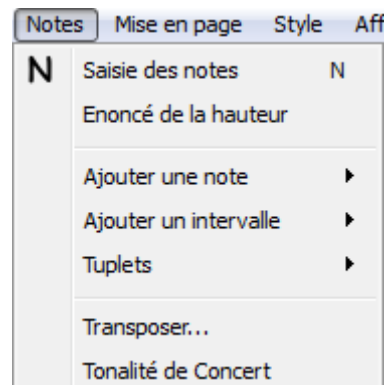 Notes Mise en page Style Aff
N Saisie des notes N
Enoncé de la hauteur
Ajouter une note
Ajouter un intervalle
Tuplets
Transposer...
Tonalité de Concert